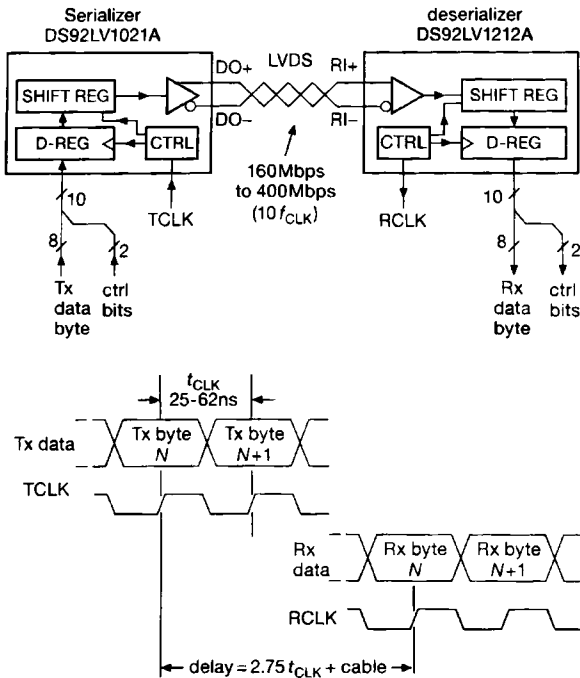 Serializer
DS92LV1021A
deserializer
DS92LV1212A
DO+
LVDS
RI+
SHIFT REG
SHIFT REG
DO–
RI–
D-REG
CTRL
CTRL
D-REG
160Mbps
to 400Mbps
(10 fCLK)
10
TCLK
RCLK
10
8
2
8
2
Tx
data
byte
ctrl
bits
Rx
data
byte
ctrl
bits
tCLK
25-62ns
Tx data
Tx byte
N
Tx byte
N+1
TCLK
Rx
data
Rx byte
N
Rx byte
N+1
RCLK
delay = 2.75 tCLK + cable